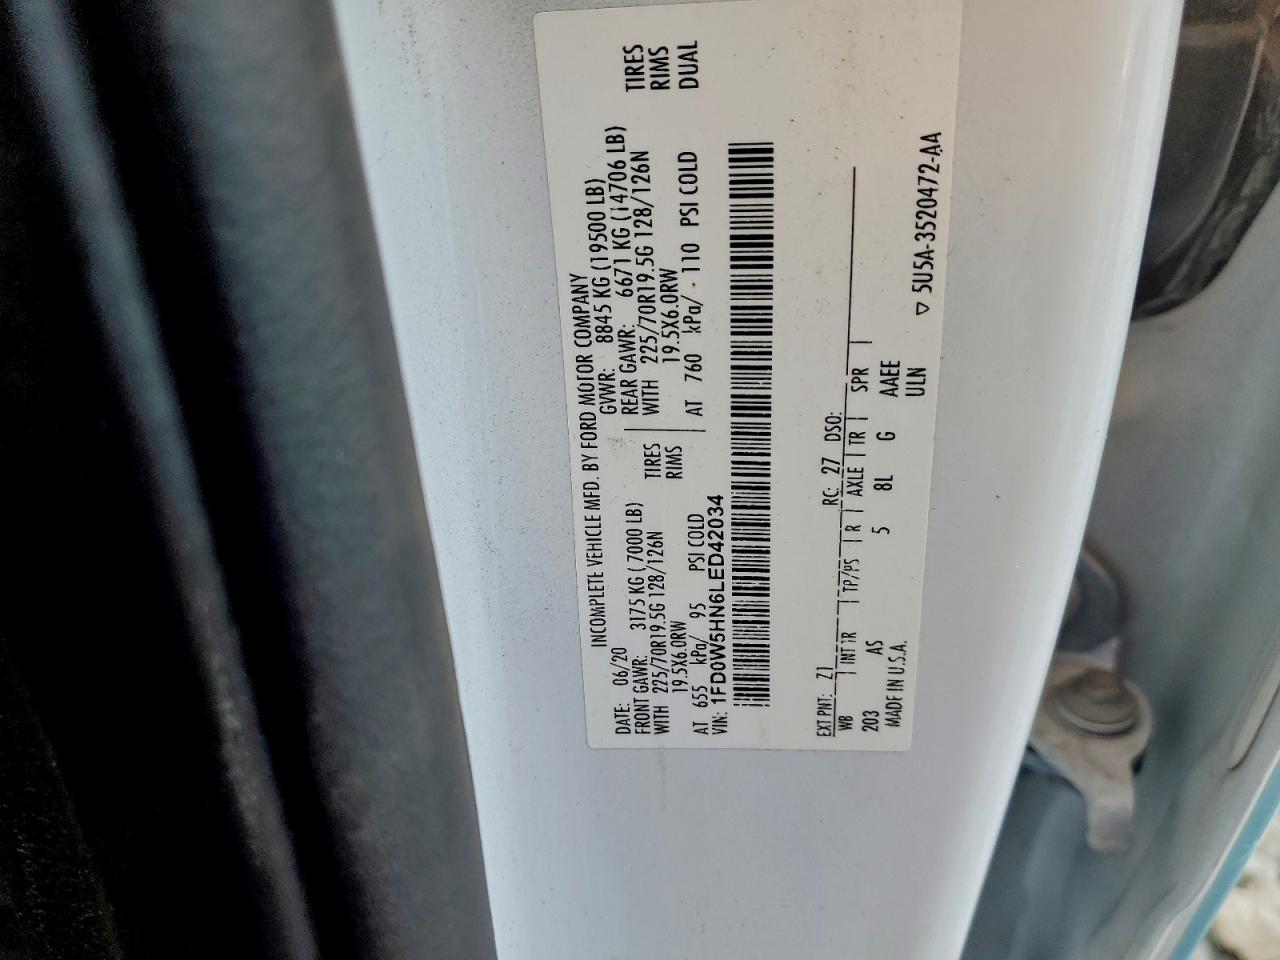 INCOMPLETE VEHICLE MFD. BY FORD MOTOR COMPANY
DATE: 06/20 GVWR: 8845 KG (19500 LB)
FRONT GAWR: 3175 KG ( 7000 LB) REAR GAWR: 6671 KG (14706 LB)
WITH 225/70R19.5G 128/126N TIRES WITH 225/70R19.5G 128/126N TIRES
19.5X6.0RW RIMS 19.5X6.0RW RIMS
AT 655 kPa/ 95 PSI COLD AT 760 kPa/ 110 PSI COLD DUAL
VIN: 1FD0W5HN6LED42034
EXT PNT: Z1 RC: 27 DSO:
WB INT TR TP/PS R AXLE TR SPR
203 AS 5 8L G AAEE
MADE IN U.S.A. ULN
▽ 5U5A-3520472-AA